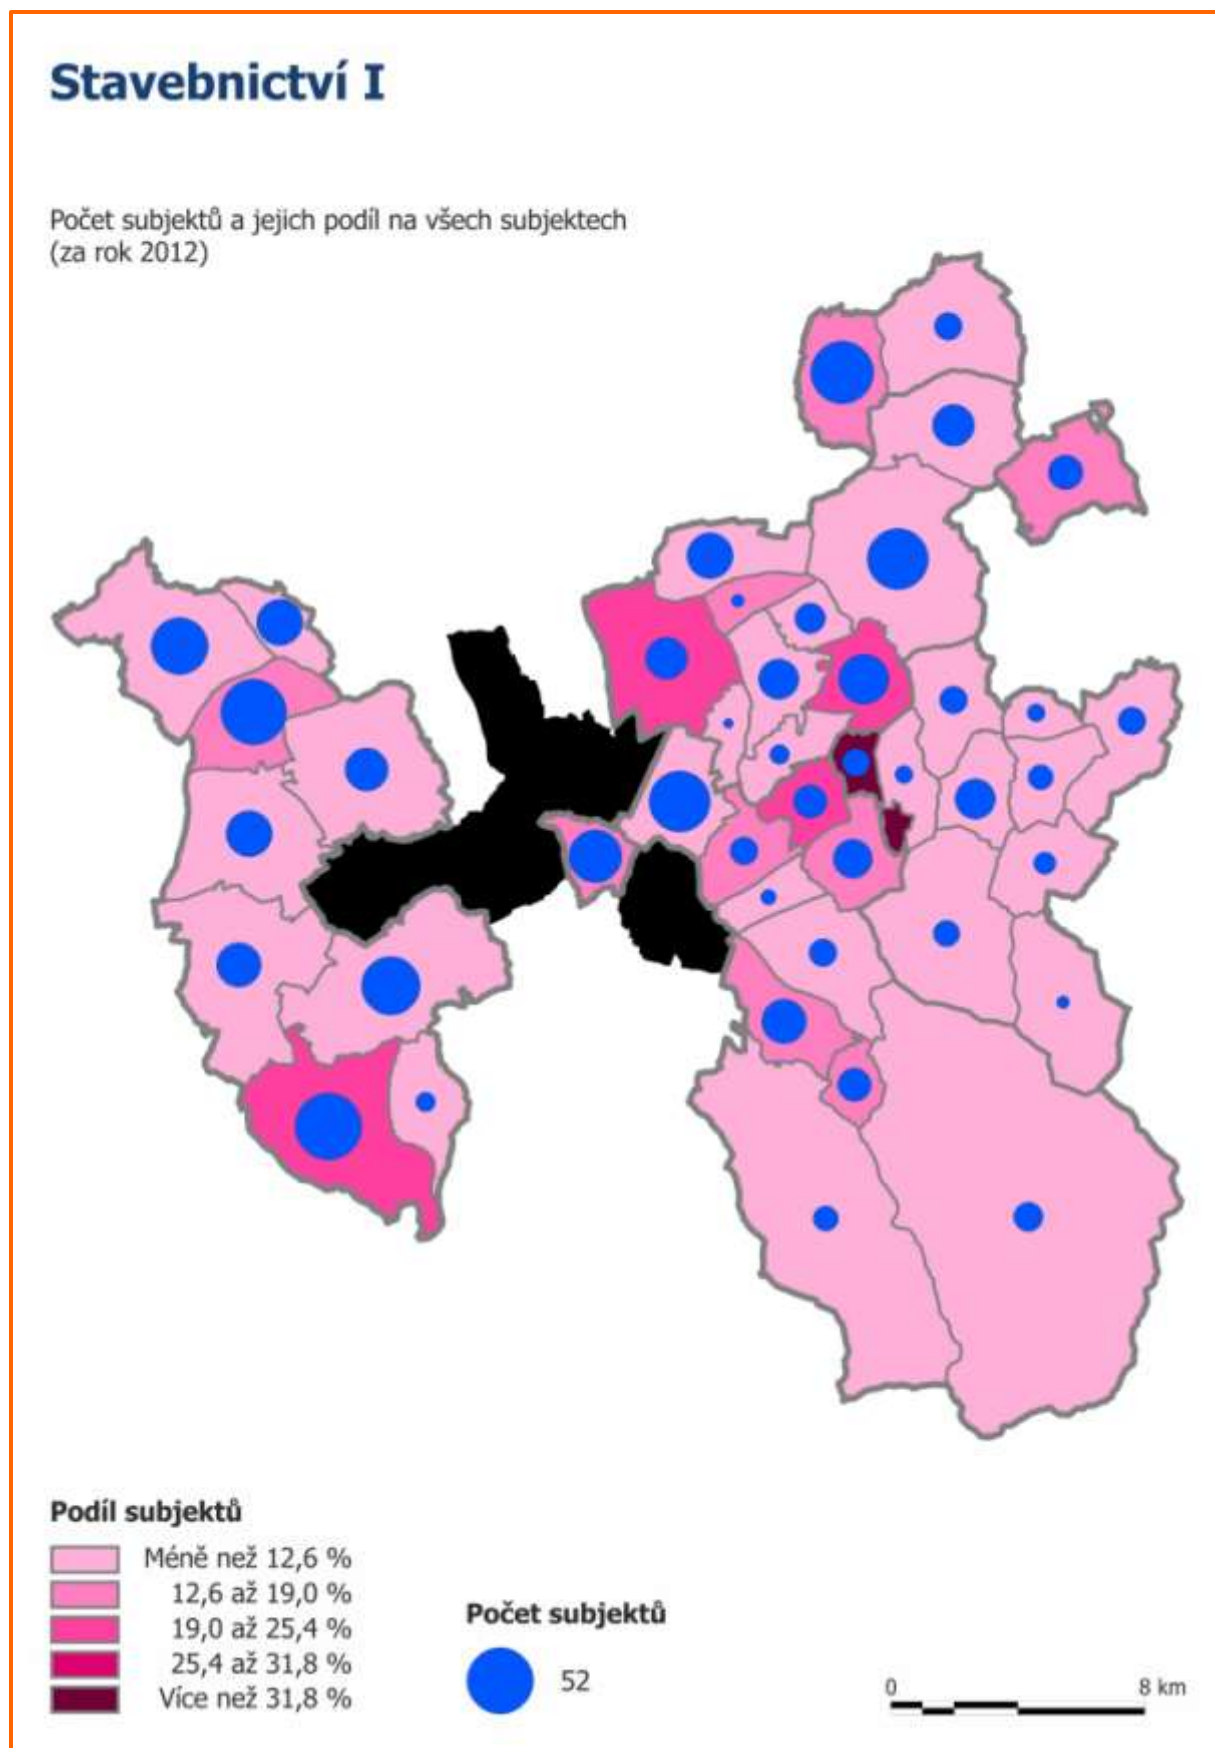 Stavebnictví I
Počet subjektů a jejich podíl na všech subjektech
(za rok 2012)
Podíl subjektů
Méně než 12,6 %
12,6 až 19,0 %
19,0 až 25,4 %
25,4 až 31,8 %
Více než 31,8 %
Počet subjektů
52
0 8 km